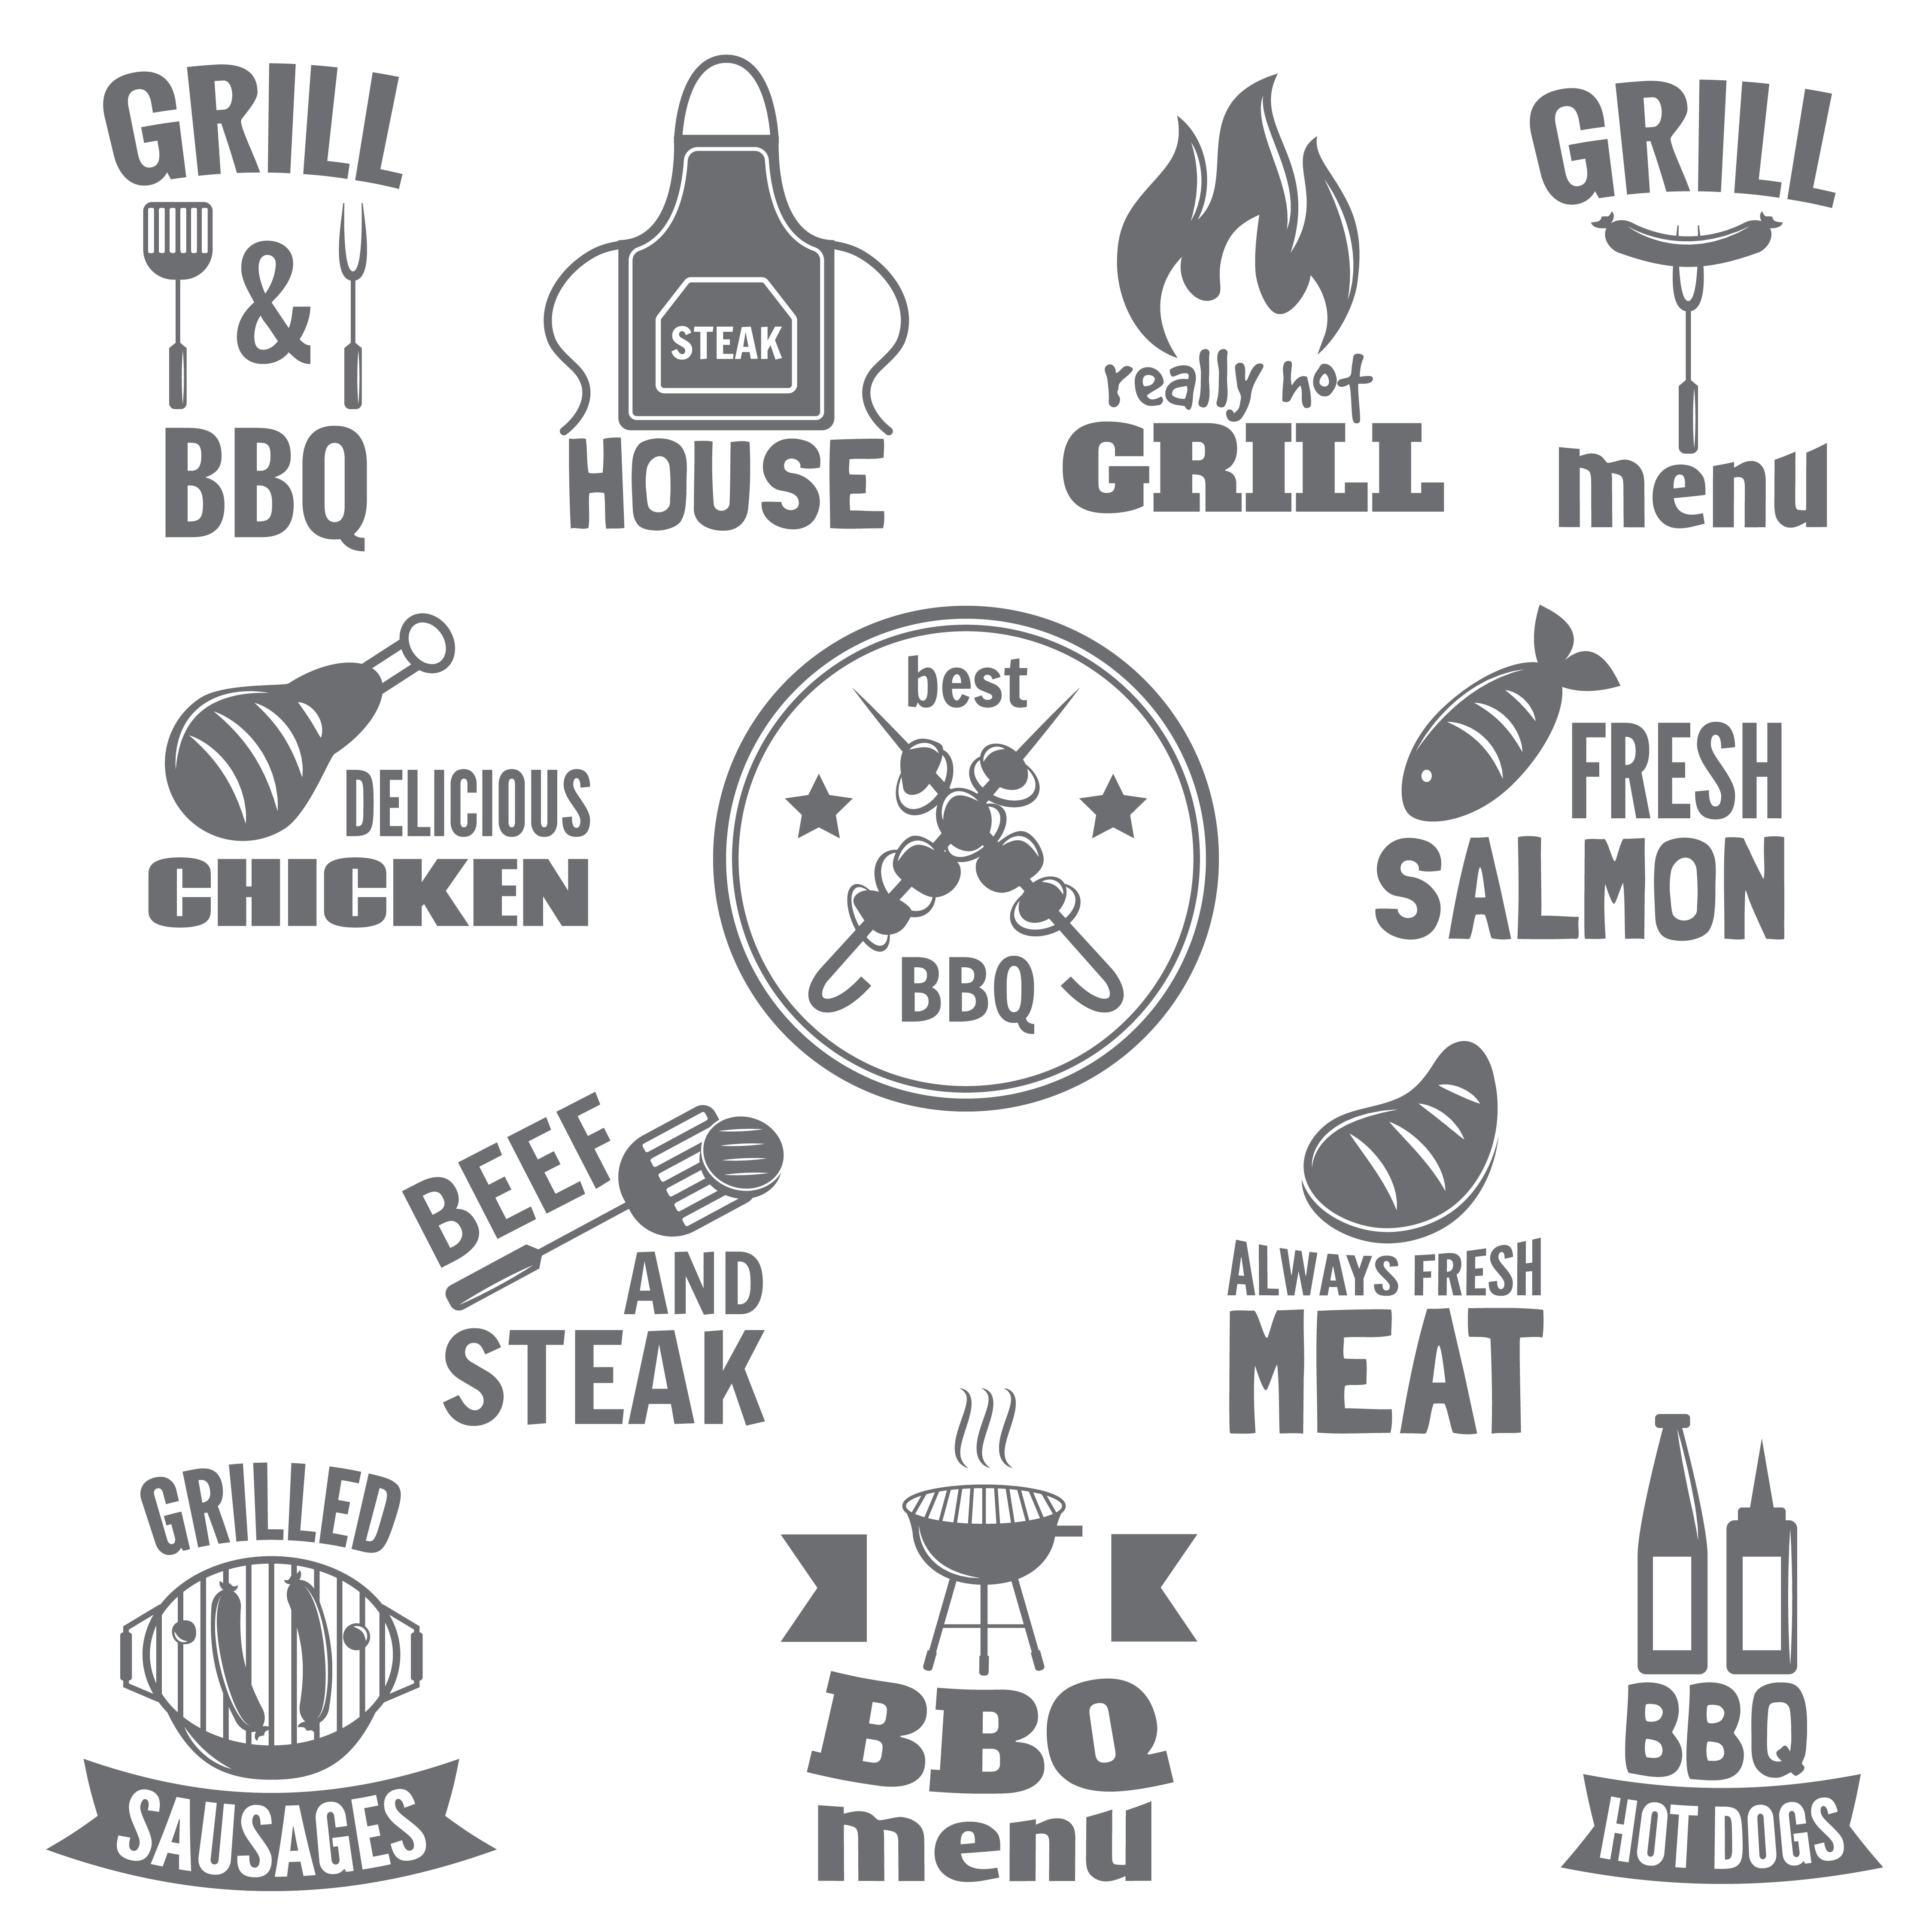 GRILL
&
BBQ
STEAK
HOUSE
really hot
GRILL
GRILL
menu
DELICIOUS
CHICKEN
best
BBQ
FRESH
SALMON
BEEF
AND
STEAK
ALWAYS FRESH
MEAT
GRILLED
SAUSAGES
BBQ
menu
BBQ
HOT DOGS